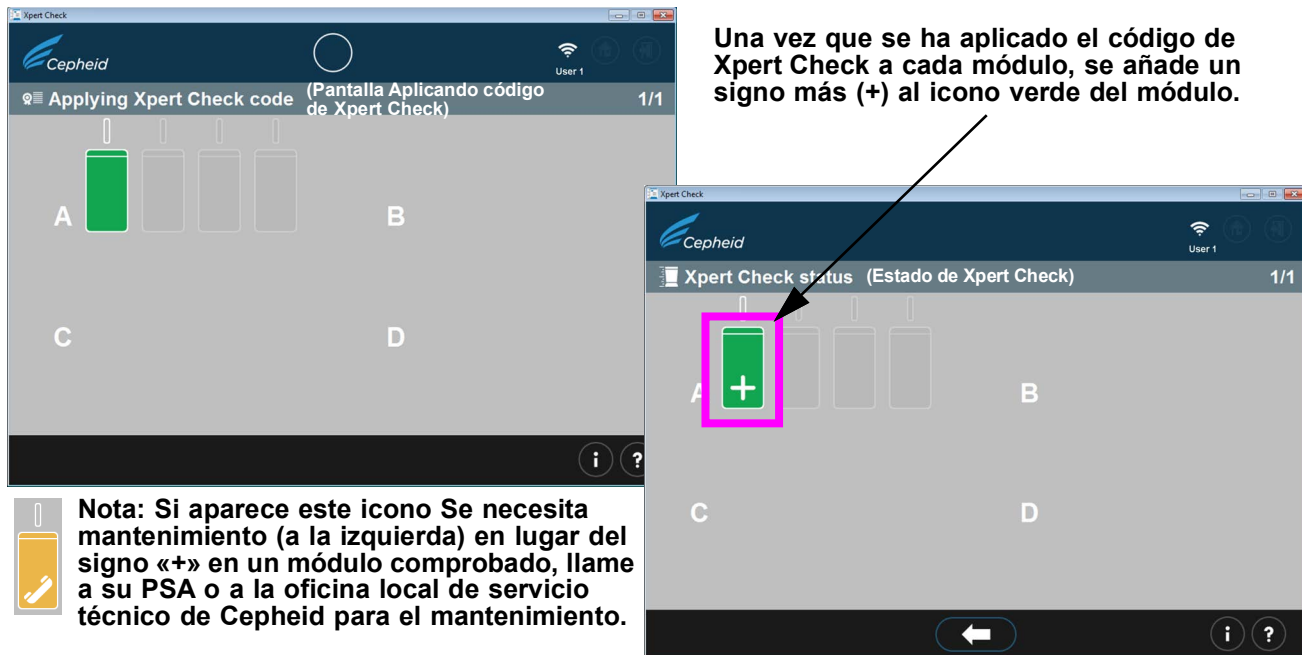 Xpert Check
Cepheid
User 1
Applying Xpert Check code (Pantalla Aplicando código
de Xpert Check)
1/1
A
B
C
D
i ?
Una vez que se ha aplicado el código de
Xpert Check a cada módulo, se añade un
signo más (+) al icono verde del módulo.
Xpert Check
Cepheid
User 1
Xpert Check status (Estado de Xpert Check) 1/1
A
+
B
C
D
i ?
Nota: Si aparece este icono Se necesita
mantenimiento (a la izquierda) en lugar del
signo «+» en un módulo comprobado, llame
a su PSA o a la oficina local de servicio
técnico de Cepheid para el mantenimiento.